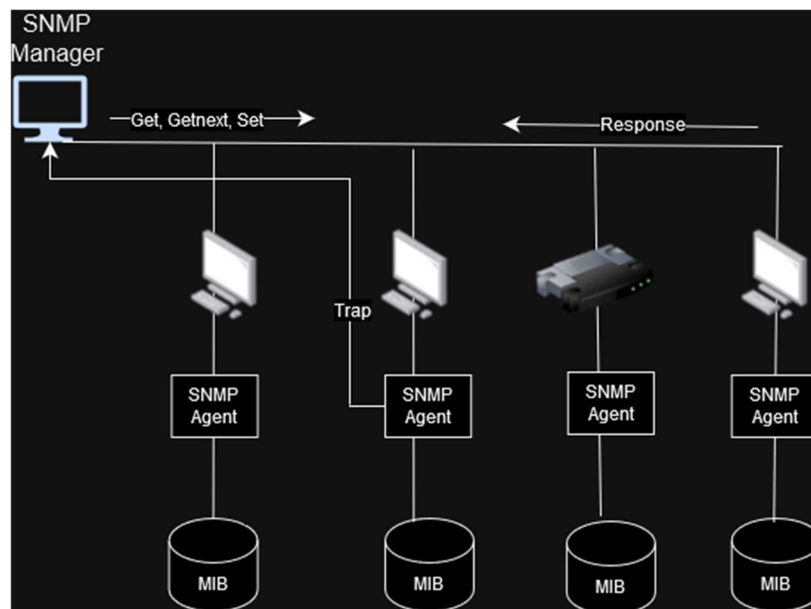 SNMP
Manager
Get, Getnext, Set
Response
Trap
SNMP
Agent
SNMP
Agent
SNMP
Agent
SNMP
Agent
MIB
MIB
MIB
MIB